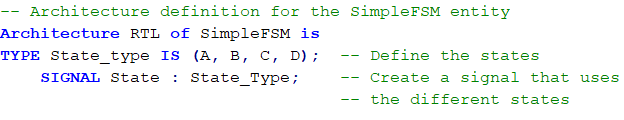 -- Architecture definition for the SimpleFSM entity
Architecture RTL of SimpleFSM is
TYPE State_type IS (A, B, C, D);  -- Define the states
    SIGNAL State : State_Type;    -- Create a signal that uses
                                  -- the different states